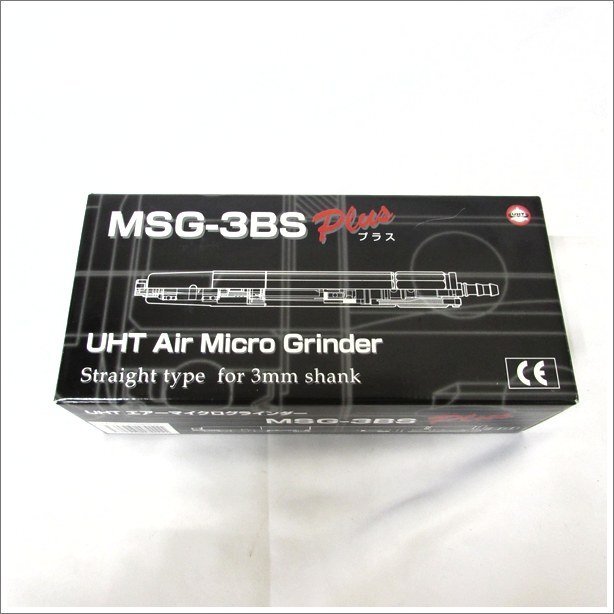 MSG-3BS Plus
プラス
UHT
UHT Air Micro Grinder
Straight type for 3mm shank
CE
UHT エアーマイクログラインダー
MSG-3BS Plus